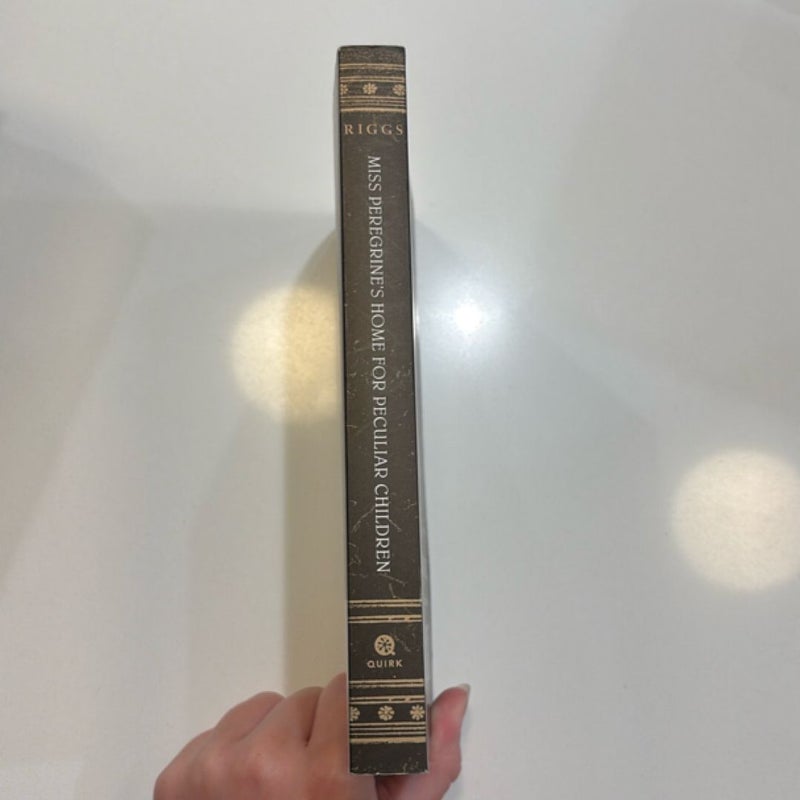 RIGGS
MISS PEREGRINE'S HOME FOR PECULIAR CHILDREN
QUIRK